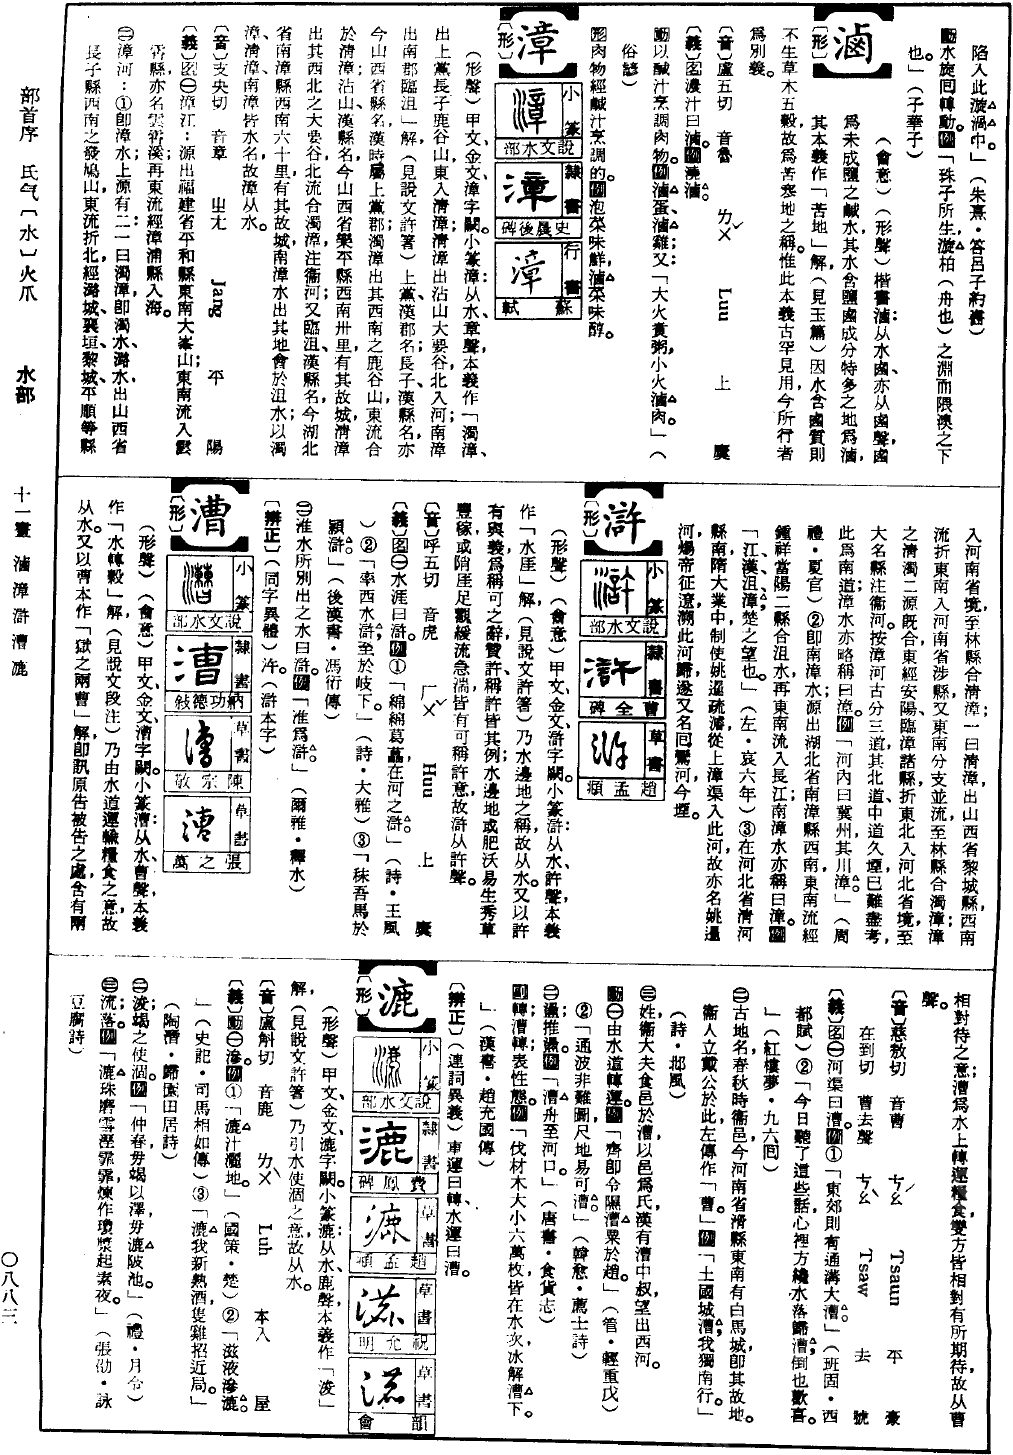 部首序　氏气「水」火爪　水部　十一畫　滷漳滸漕漉　〇八八三
陷入此漩渦中。」（朱熹・答呂子約書）
動水旋囘轉動。例「珠子所生漩桕（舟也）之淵而隈澳之下
也。」（子華子）
滷
〔形〕
（會意）（形聲）楷書滷从水鹵、亦从鹵聲、鹵
爲未成鹽之鹹水、其水含鹽鹵成分特多之地爲滷、
其本義作「苦地」解（見玉篇）因水含鹵質則
不生草木五穀、故爲苦寒地之稱。惟此本義古罕見用、今所行者
爲別義。
〔音〕盧五切　音魯　ㄌㄨˇ　Luu　上　麌
〔義〕名濃汁曰滷。例澆滷。
動以鹹汁烹調肉物。例滷蛋、滷雞；又：「大火煑粥、小火滷肉。」（
俗諺）
形肉物經鹹汁烹調的。例泡菜味鮮、滷菜味醇。
漳
〔形〕
小篆　說文水部
隸書　史晨後碑
行書　蘇軾
（形聲）甲文、金文漳字闕。小篆漳：从水、章聲、本義作「濁漳、
出上黨長子鹿谷山、東入清漳；清漳出沾山大要谷、北入河；南漳
出南郡臨沮」解（見說文許箸）上黨漢郡名、長子漢縣名、亦
今山西省縣名、漢時屬上黨郡、濁漳出其西南之鹿谷山、東流合
於清漳；沾山漢縣名、今山西省樂平縣西南卅里有其故城、清漳
出其西北之大要谷、北流合濁漳、注衞河；又臨沮、漢縣名、今湖北
省南漳縣西南六十里有其故城、南漳水出其地、會於沮水；以濁
漳、清漳、南漳皆水名、故漳从水。
〔音〕支央切　音章　ㄓㄤ　Jang　平　陽
〔義〕名㊀漳江：源出福建省平和縣東南大峯山；東南流入雲
霄縣、亦名雲霄溪、再東流經漳浦縣入海。
㊁漳河：①卽漳水、上源有二：一曰濁漳、卽濁水、潞水、出山西省
長子縣西南之發鳩山、東流折北、經潞城、襄垣、黎城、平順等縣
入河南省境、至林縣合清漳；一曰清漳、出山西省黎城縣、西南
流折東南、入河南省涉縣、又東南分支並流、至林縣合濁漳；漳
之清濁二源既合、東經安陽、臨漳諸縣、折東北入河北省境、至
大名縣注衞河。按漳河古分三道、其北道、中道久堙、已難盡考、
此爲南道；漳水亦略稱曰漳。例「河內曰冀州、其川漳。」（周
禮・夏官）②卽南漳水：源出湖北省南漳縣西南、東南流經
鍾祥、當陽二縣合沮水、再東南流入長江；南漳水亦稱曰漳。例
「江、漢、沮、漳、楚之望也。」（左・哀六年）③在河北省清河
縣南、隋大業中、制使姚邏疏濬、從上漳渠入此河、故亦名姚邏
河；煬帝征遼、溯此河歸、遂又名囘鸞河、今堙。
滸
〔形〕
小篆　說文水部
隸書　曹全碑
草書　趙孟頫
（形聲）（會意）甲文、金文滸字闕。小篆滸：从水、許聲、本義
作「水厓」解（見說文許箸）乃水邊地之稱、故从水。又以許
有與義、爲稱可之辭、贊許、稱許皆其例、水邊地或肥沃易生秀草
豐稼、或隋厓足觀、緩流急湍、皆有可稱許意、故滸从許聲。
〔音〕呼五切　音虎　ㄏㄨˇ　Huu　上　麌
〔義〕名㊀水涯曰滸。例①「綿綿葛藟、在河之滸。」（詩・王風
）②「率西水滸、至於岐下。」（詩・大雅）③「秣吾馬於
潁滸。」（後漢書・馮衍傳）
㊁淮水所別出之水曰滸。例「淮爲滸。」（爾雅・釋水）
〔辨正〕（同字異體）汻。（滸本字）
漕
〔形〕
小篆　說文水部
隸書　納功德敍
草書　陳宗敬
草書　張之萬
（形聲）（會意）甲文、金文漕字闕。小篆漕：从水、曹聲、本義
作「水轉轂」解（見說文段注）乃由水道運輸糧食之意、故
从水。又以曹本作「獄之兩曹」解、卽訊原告被告之處、含有兩
相對待之意；漕爲水上轉運糧食、雙方皆相對有所期待、故从曹
聲。
〔音〕慈敖切　音曹　ㄘㄠˊ　Tsaur　平　豪
在到切　曹去聲　ㄘㄠˋ　Tsaw　去　號
〔義〕名㊀河渠曰漕。例①「東郊則有通溝大漕。」（班固・西
都賦）②「今日聽了這些話、心裡方纔水落歸漕、倒也歡喜。
」（紅樓夢・九六囘）
㊁古地名、春秋時衞邑、今河南省滑縣東南有白馬城、卽其故地。
衞人立戴公於此、左傳作「曹。」例「土國城漕、我獨南行。」
（詩・邶風）
㊂姓。衞大夫食邑於漕、以邑爲氏、漢有漕中叔、望出西河。
動㊀由水道轉運。例「齊卽令隰漕粟於趙。」（管・輕重戊）
②「通波非難圖、尺地易可漕。」（韓愈・薦士詩）
㊁盪；推盪。例「漕舟至河口。」（唐書・食貨志）
副轉漕；轉表性態。例「伐材木大小六萬枚、皆在水次、冰解漕下。
」（漢書・趙充國傳）
〔辨正〕（連詞異義）車運曰轉、水運曰漕。
漉
〔形〕
小篆　說文水部
隸書　費鳳碑
草書　趙孟頫
草書　祝允明
草書　韻會
（形聲）甲文、金文漉字闕。小篆漉：从水、鹿聲、本義作「浚」
解（見說文許箸）乃引水使涸之意、故从水。
〔音〕盧斛切　音鹿　ㄌㄨˋ　Luh　本入　屋
〔義〕動㊀滲。例①「漉汁灑地。」（國策・楚）②「滋液滲漉。
」（史記・司馬相如傳）③「漉我新熟酒、隻雞招近局。」
（陶潛・歸園田居詩）
㊁浚；竭之使涸。例「仲春毋竭川澤、毋漉陂池。」（禮・月令）
㊂流；落。例「漉珠磨雪溼霏霏、煉作瓊漿起素衣。」（張劭・詠
豆腐詩）